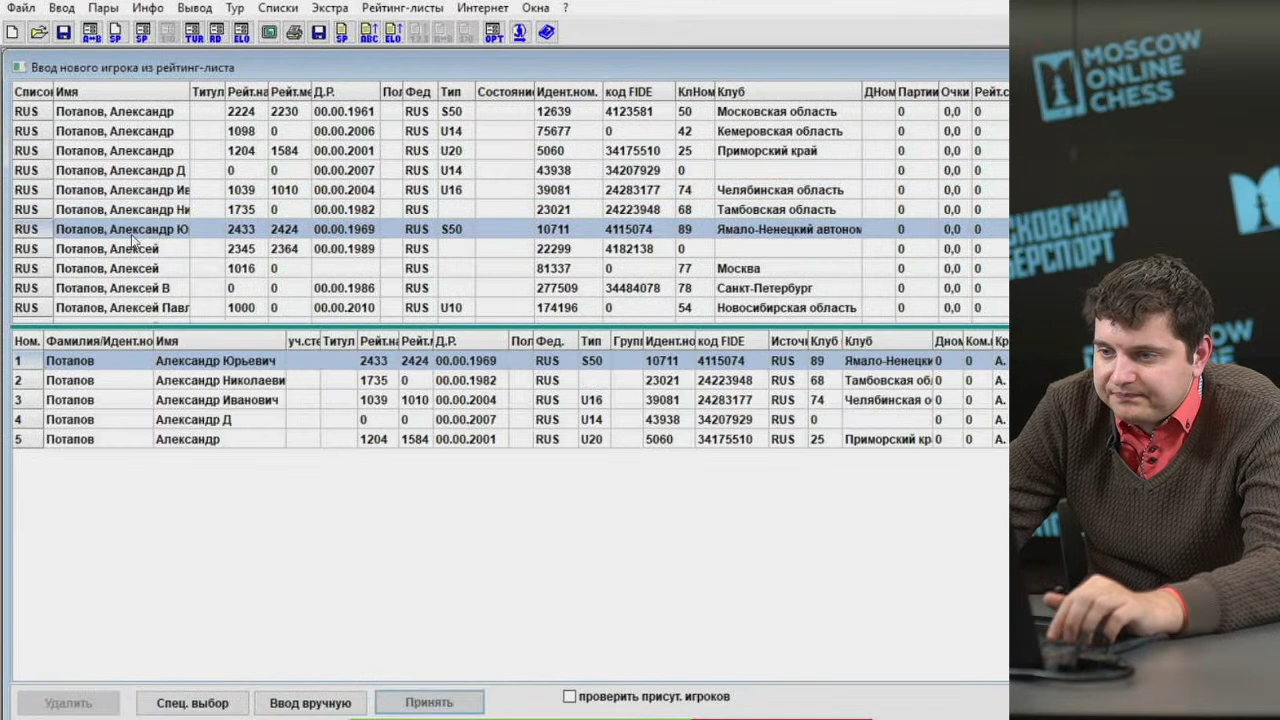 Файл Ввод Пары Инфо Вывод Тур Списки Экстра Рейтинг-листы Интернет Окна ?
Ввод нового игрока из рейтинг-листа
Список Имя Титул Рейт.на Рейт.ме Д.Р. Пол Фед Тип Состояние Идент.ном. код FIDE КлНом Клуб ДНом Партии Очки Рейт.с
RUS Потапов, Александр 2224 2230 00.00.1961 RUS S50 12639 4123581 50 Московская область 0 0,0 0
RUS Потапов, Александр 1098 0 00.00.2006 RUS U14 75677 0 42 Кемеровская область 0 0,0 0
RUS Потапов, Александр 1204 1584 00.00.2001 RUS U20 5060 34175510 25 Приморский край 0 0,0 0
RUS Потапов, Александр Д 0 0 00.00.2007 RUS U14 43938 34207929 0 0 0,0 0
RUS Потапов, Александр Ив 1039 1010 00.00.2004 RUS U16 39081 24283177 74 Челябинская область 0 0,0 0
RUS Потапов, Александр Ни 1735 0 00.00.1982 RUS 23021 24223948 68 Тамбовская область 0 0,0 0
RUS Потапов, Александр Ю 2433 2424 00.00.1969 RUS S50 10711 4115074 89 Ямало-Ненецкий автоном 0 0,0 0
RUS Потапов, Алексей 2345 2364 00.00.1989 RUS 22299 4182138 0 0 0,0 0
RUS Потапов, Алексей 1016 0 RUS 81337 0 77 Москва 0 0,0 0
RUS Потапов, Алексей В 0 0 00.00.1986 RUS 277509 34484078 78 Санкт-Петербург 0 0,0 0
RUS Потапов, Алексей Павл 1000 0 00.00.2010 RUS U10 174196 0 54 Новосибирская область 0 0,0 0
Ном. Фамилия/Идент.но Имя уч.сте Титул Рейт.на Рейт. Д.Р. Пол Фед. Тип Групп Идент.но код FIDE Источ Клуб Клуб Дном Ком. Кр
1 Потапов Александр Юрьевич 2433 2424 00.00.1969 RUS S50 10711 4115074 RUS 89 Ямало-Ненецки 0 0 А.
2 Потапов Александр Николаеви 1735 0 00.00.1982 RUS 23021 24223948 RUS 68 Тамбовская об 0 0 А.
3 Потапов Александр Иванович 1039 1010 00.00.2004 RUS U16 39081 24283177 RUS 74 Челябинская о 0 0 А.
4 Потапов Александр Д 0 0 00.00.2007 RUS U14 43938 34207929 RUS 0 0 0 А.
5 Потапов Александр 1204 1584 00.00.2001 RUS U20 5060 34175510 RUS 25 Приморский кр 0 0 А.
Удалить Спец. выбор Ввод вручную Принять проверить присут. игроков
MOSCOW
ONLINE
CHESS